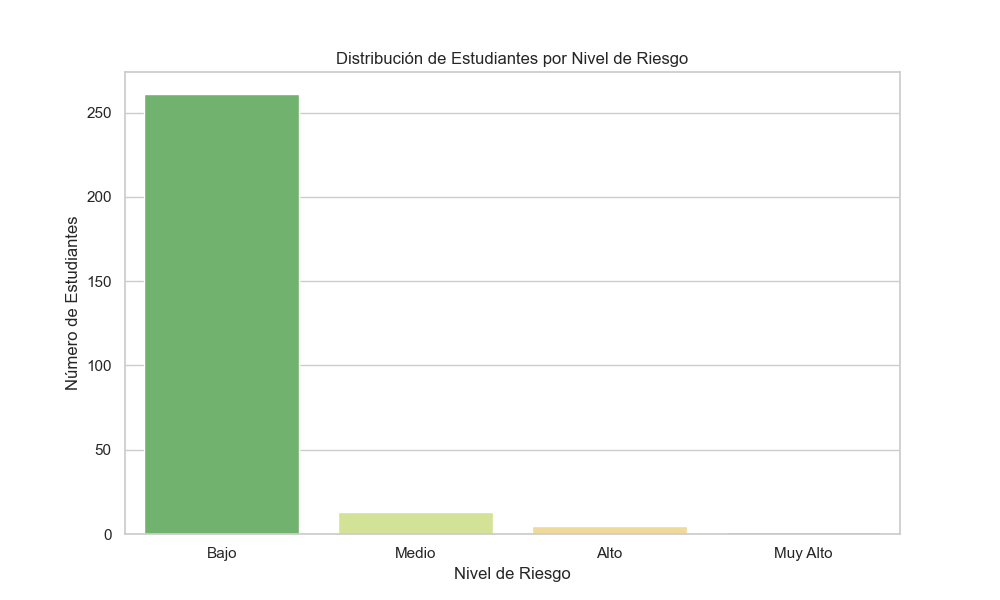 Distribución de Estudiantes por Nivel de Riesgo
Número de Estudiantes
250
200
150
100
50
0
Bajo
Medio
Alto
Muy Alto
Nivel de Riesgo